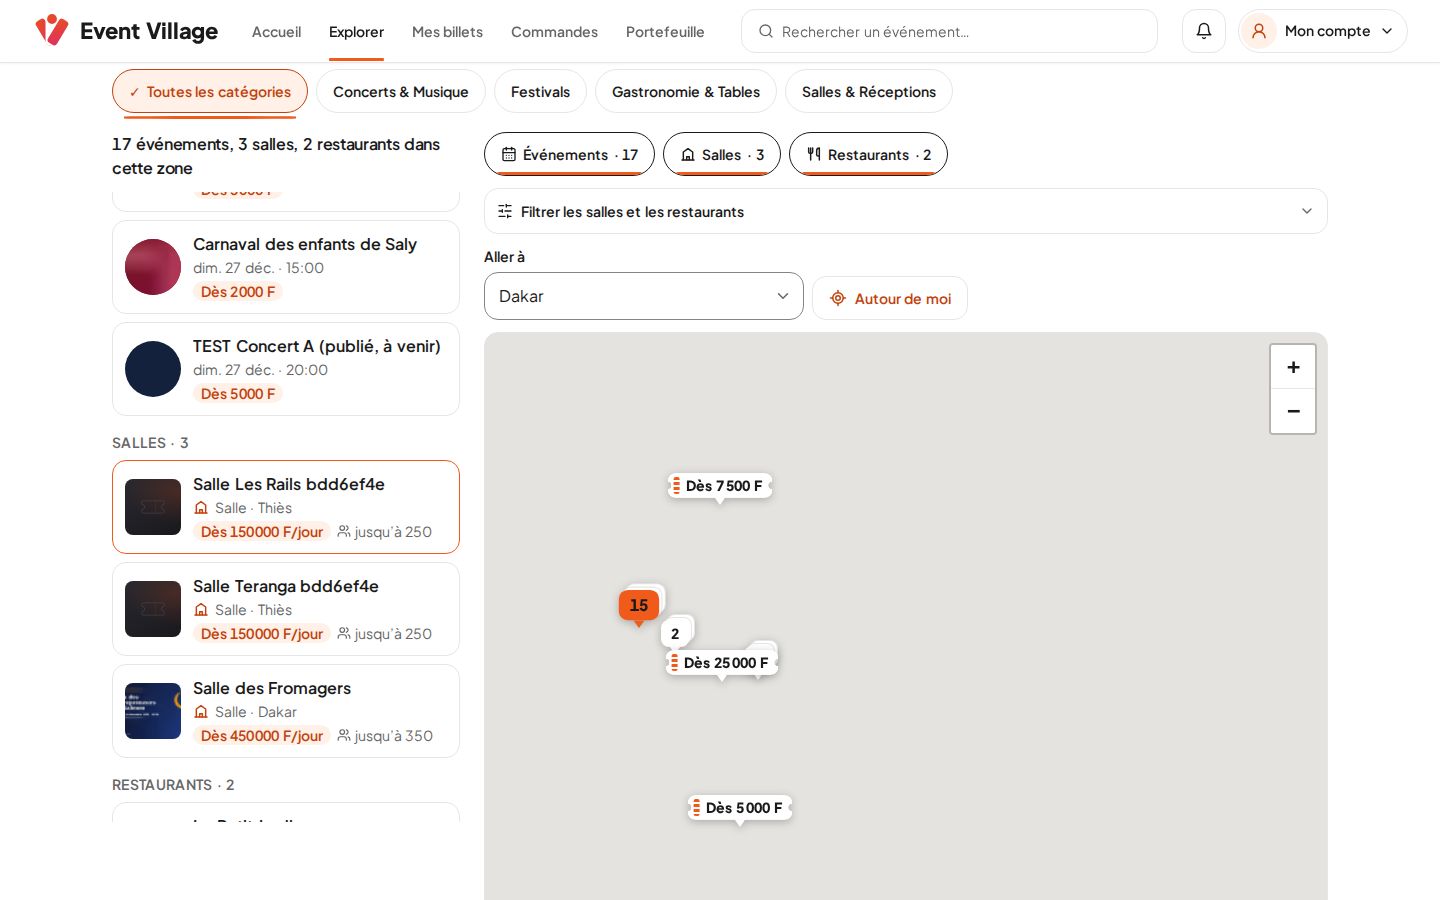 Event Village
Accueil
Explorer
Mes billets
Commandes
Portefeuille
Rechercher un événement…
Mon compte
✓ Toutes les catégories
Concerts & Musique
Festivals
Gastronomie & Tables
Salles & Réceptions
17 événements, 3 salles, 2 restaurants dans
cette zone
Carnaval des enfants de Saly
dim. 27 déc. · 15:00
Dès 2000 F
TEST Concert A (publié, à venir)
dim. 27 déc. · 20:00
Dès 5000 F
SALLES · 3
Salle Les Rails bdd6ef4e
Salle · Thiès
Dès 150000 F/jour
jusqu'à 250
Salle Teranga bdd6ef4e
Salle · Thiès
Dès 150000 F/jour
jusqu'à 250
Salle des Fromagers
Salle · Dakar
Dès 450000 F/jour
jusqu'à 350
RESTAURANTS · 2
Événements · 17
Salles · 3
Restaurants · 2
Filtrer les salles et les restaurants
Aller à
Dakar
Autour de moi
+
−
Dès 7 500 F
15
2
Dès 25 000 F
Dès 5 000 F